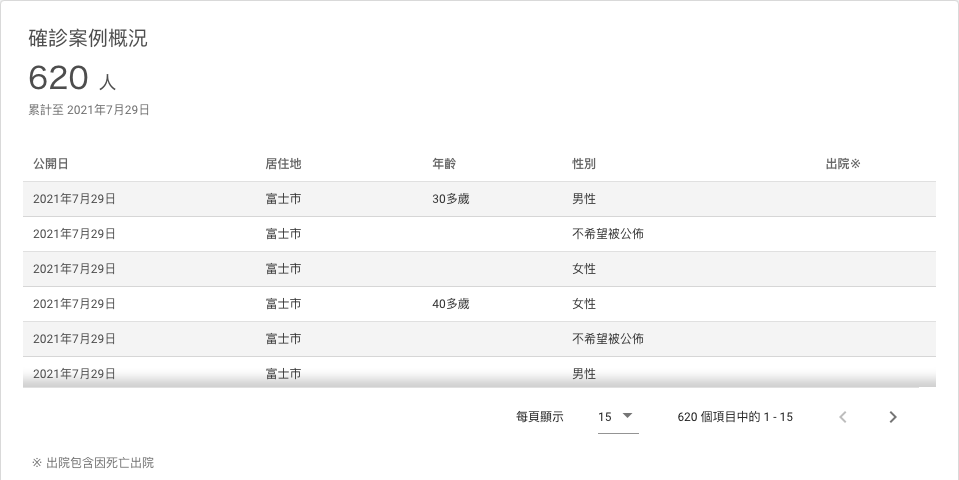 確診案例概況
620 人
累計至 2021年7月29日
公開日 居住地 年齡 性別 出院※
2021年7月29日 富士市 30多歲 男性
2021年7月29日 富士市 不希望被公佈
2021年7月29日 富士市 女性
2021年7月29日 富士市 40多歲 女性
2021年7月29日 富士市 不希望被公佈
2021年7月29日 富士市 男性
每頁顯示 15 620 個項目中的 1 - 15
※ 出院包含因死亡出院